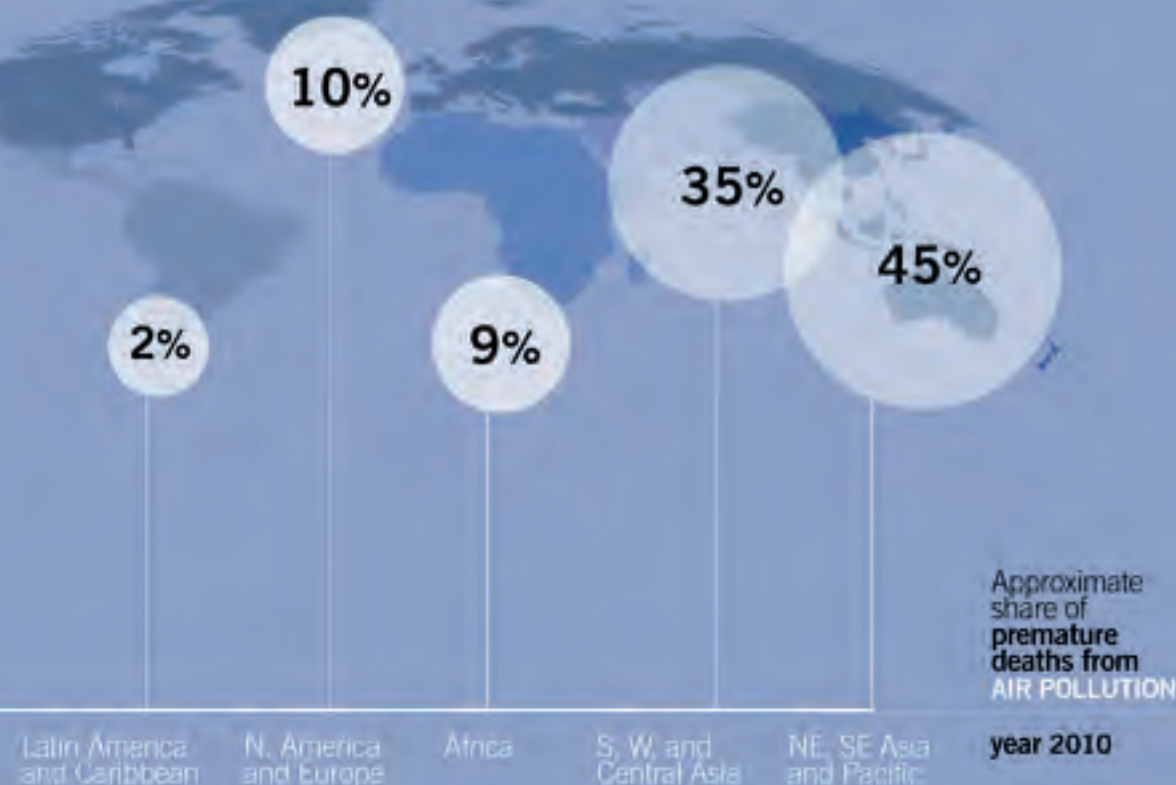 10%
35%
45%
2%
9%
Approximate
share of
premature
deaths from
AIR POLLUTION
year 2010
Latin America
and Caribbean
N. America
and Europe
Africa
S, W, and
Central Asia
NE, SE Asia
and Pacific